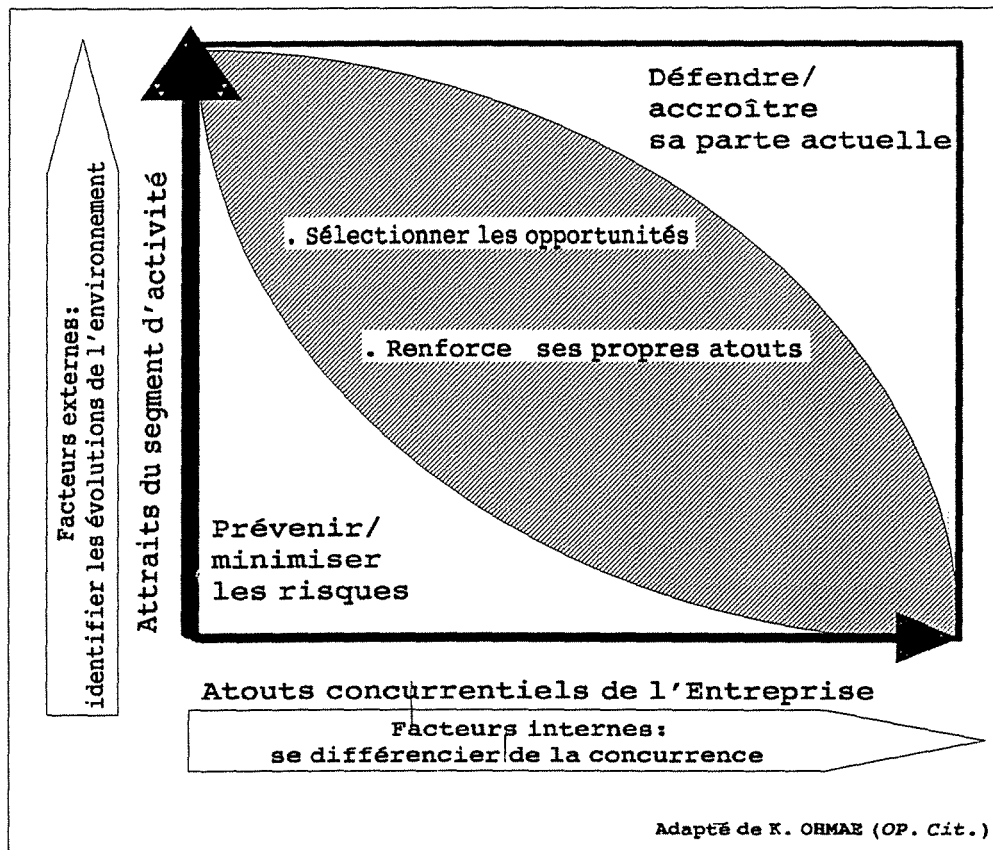 Défendre/
accroître
sa parte actuelle
. Sélectionner les opportunités
. Renforce ses propres atouts
Prévenir/
minimiser
les risques
Facteurs externes:
identifier les évolutions de l'environnement
Attraits du segment d'activité
Atouts concurrentiels de l'Entreprise
Facteurs internes:
se différencier de la concurrence
Adapté de K. OHMAE (OP. Cit.)